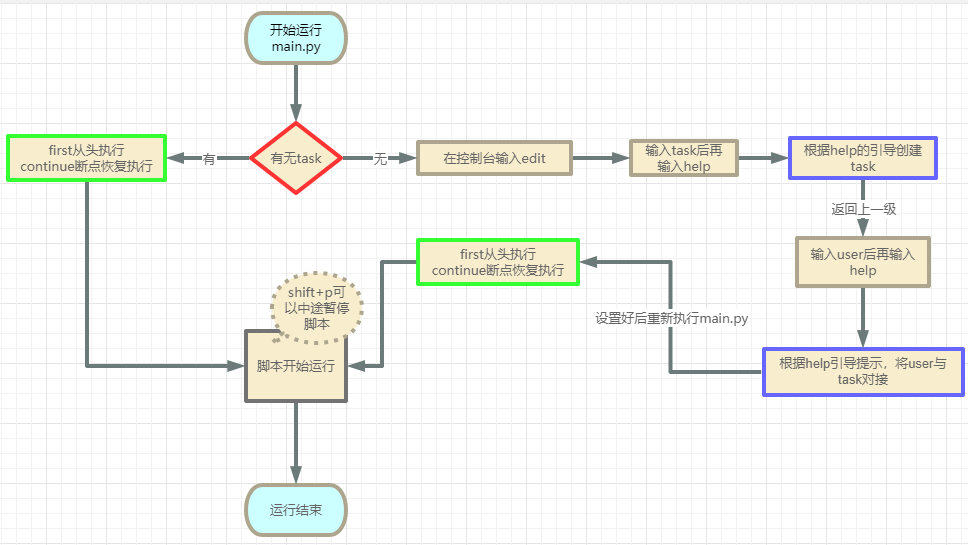 开始运行
main.py
有无task
有
first从头执行
continue断点恢复执行
无
在控制台输入edit
输入task后再
输入help
根据help的引导创建
task
返回上一级
输入user后再输入
help
根据help引导提示，将user与
task对接
设置好后重新执行main.py
first从头执行
continue断点恢复执行
shift+p可
以中途暂停
脚本
脚本开始运行
运行结束